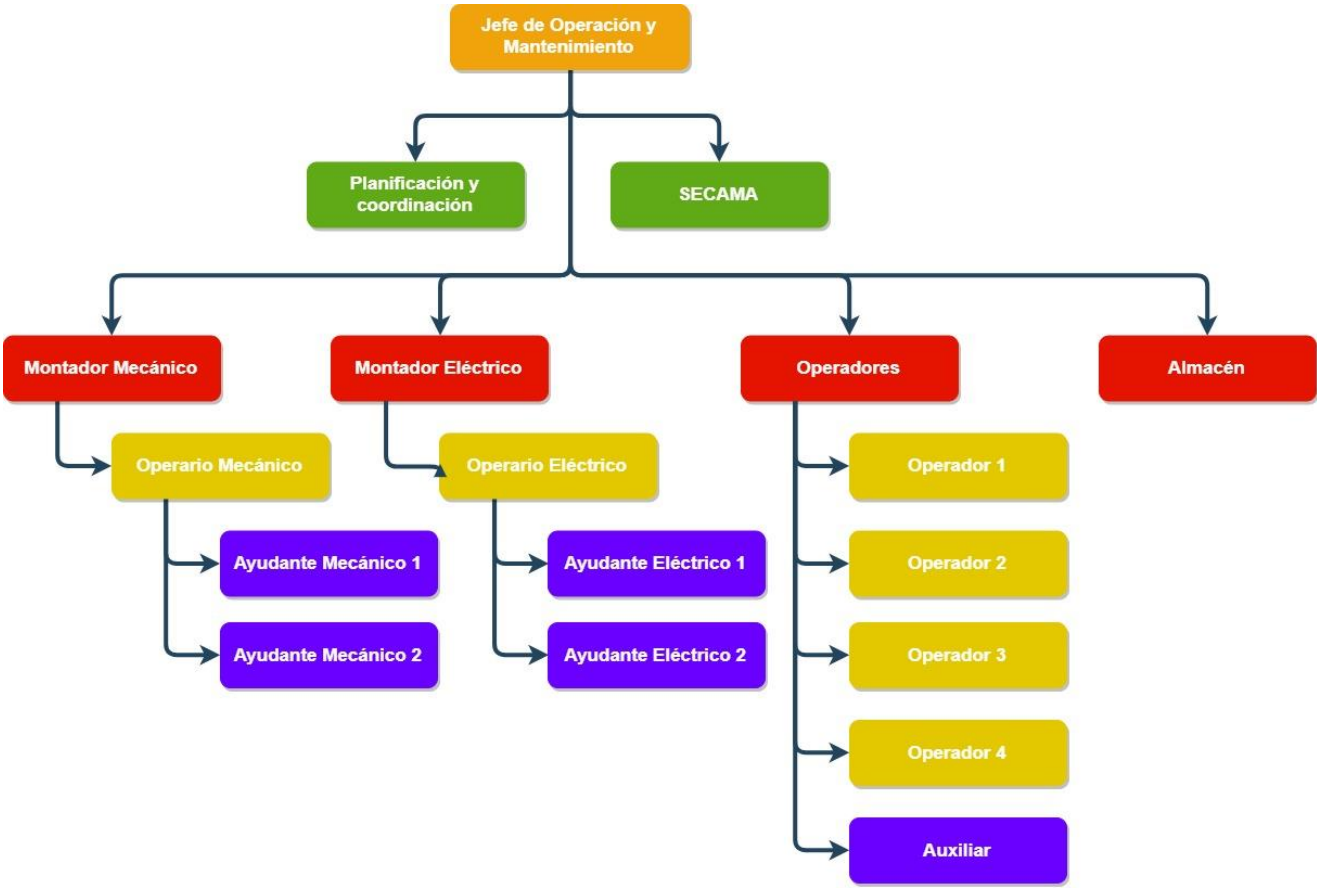 Jefe de Operación y
Mantenimiento
Planificación y
coordinación
SECAMA
Montador Mecánico
Montador Eléctrico
Operadores
Almacén
Operario Mecánico
Operario Eléctrico
Operador 1
Ayudante Mecánico 1
Ayudante Eléctrico 1
Operador 2
Ayudante Mecánico 2
Ayudante Eléctrico 2
Operador 3
Operador 4
Auxiliar